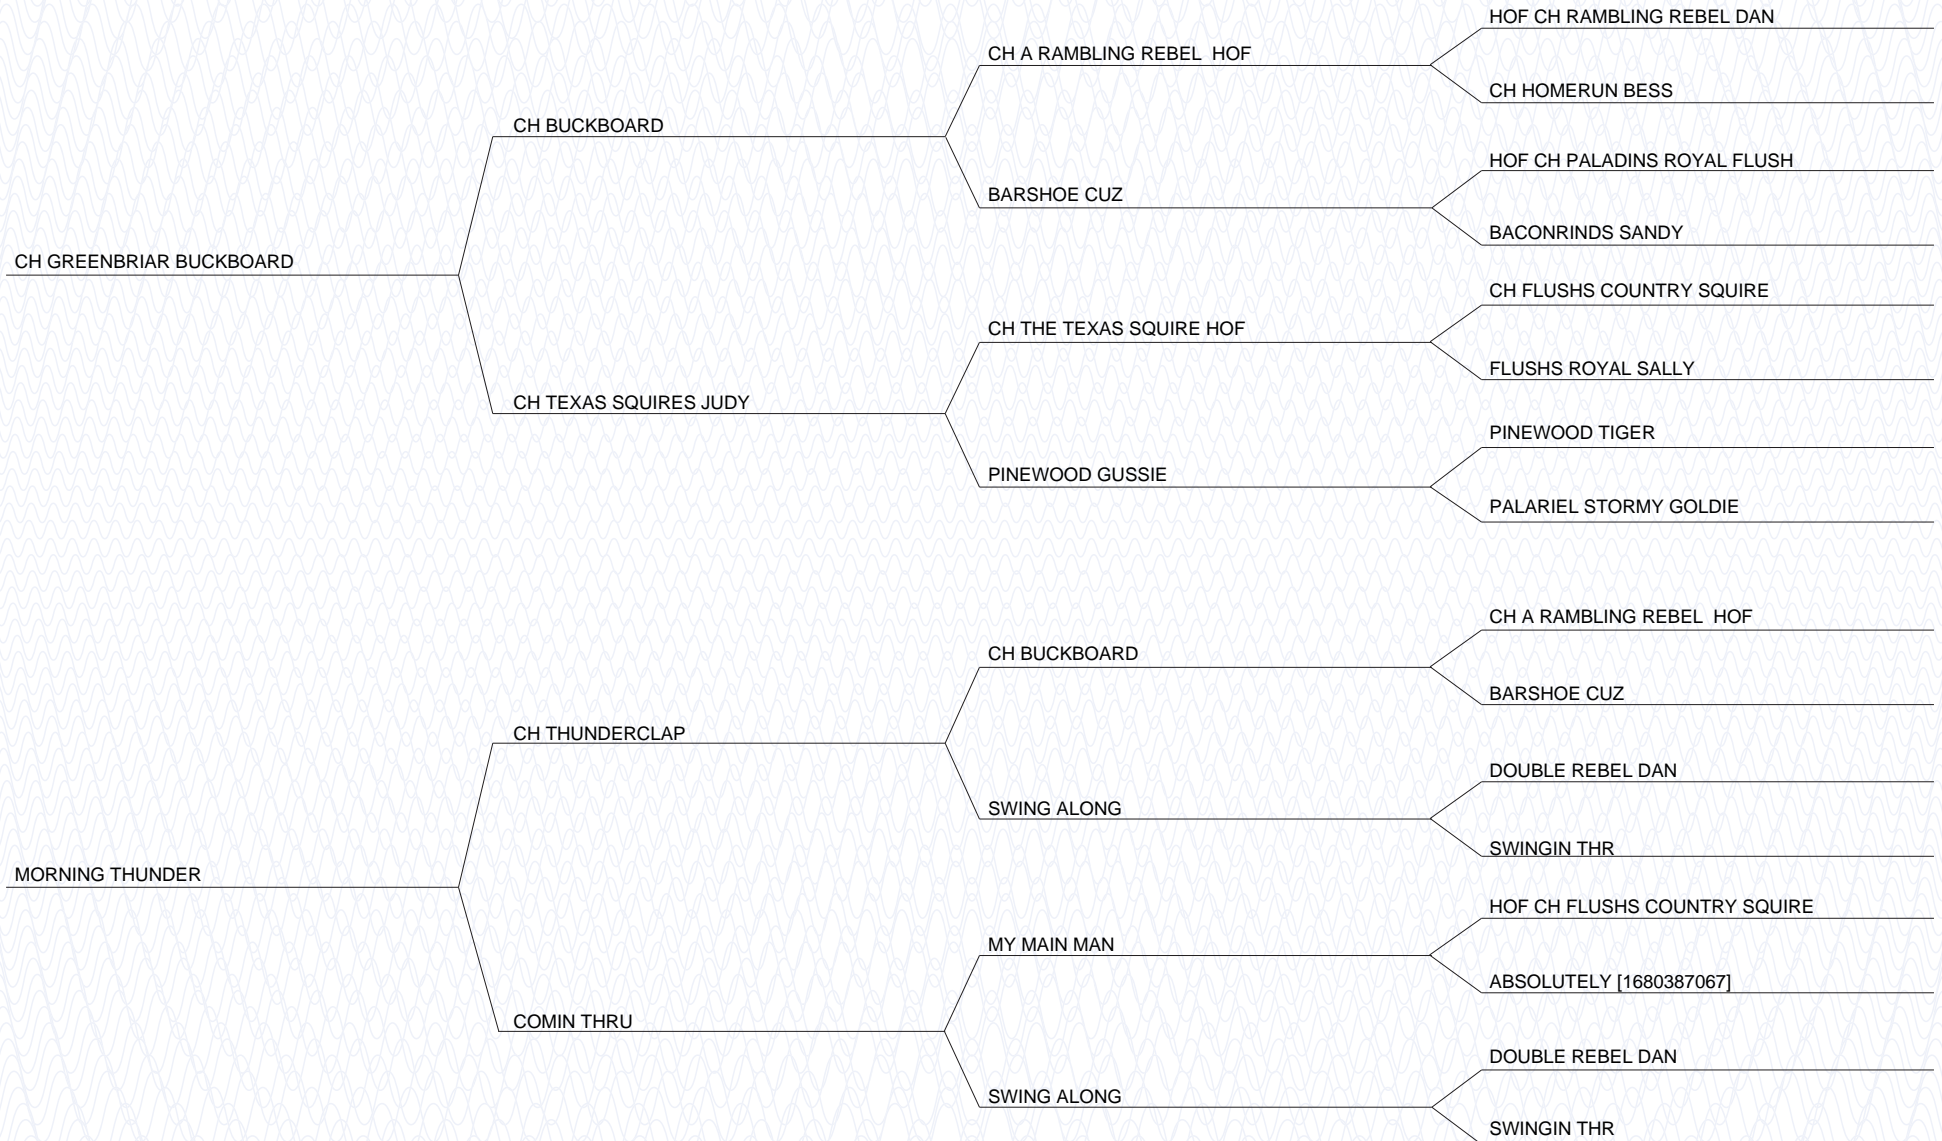 HOF CH RAMBLING REBEL DAN
CH A RAMBLING REBEL  HOF
CH HOMERUN BESS
CH BUCKBOARD
HOF CH PALADINS ROYAL FLUSH
BARSHOE CUZ
BACONRINDS SANDY
CH GREENBRIAR BUCKBOARD
CH FLUSHS COUNTRY SQUIRE
CH THE TEXAS SQUIRE HOF
FLUSHS ROYAL SALLY
CH TEXAS SQUIRES JUDY
PINEWOOD TIGER
PINEWOOD GUSSIE
PALARIEL STORMY GOLDIE
CH A RAMBLING REBEL  HOF
CH BUCKBOARD
BARSHOE CUZ
CH THUNDERCLAP
DOUBLE REBEL DAN
SWING ALONG
SWINGIN THR
MORNING THUNDER
HOF CH FLUSHS COUNTRY SQUIRE
MY MAIN MAN
ABSOLUTELY [1680387067]
COMIN THRU
DOUBLE REBEL DAN
SWING ALONG
SWINGIN THR